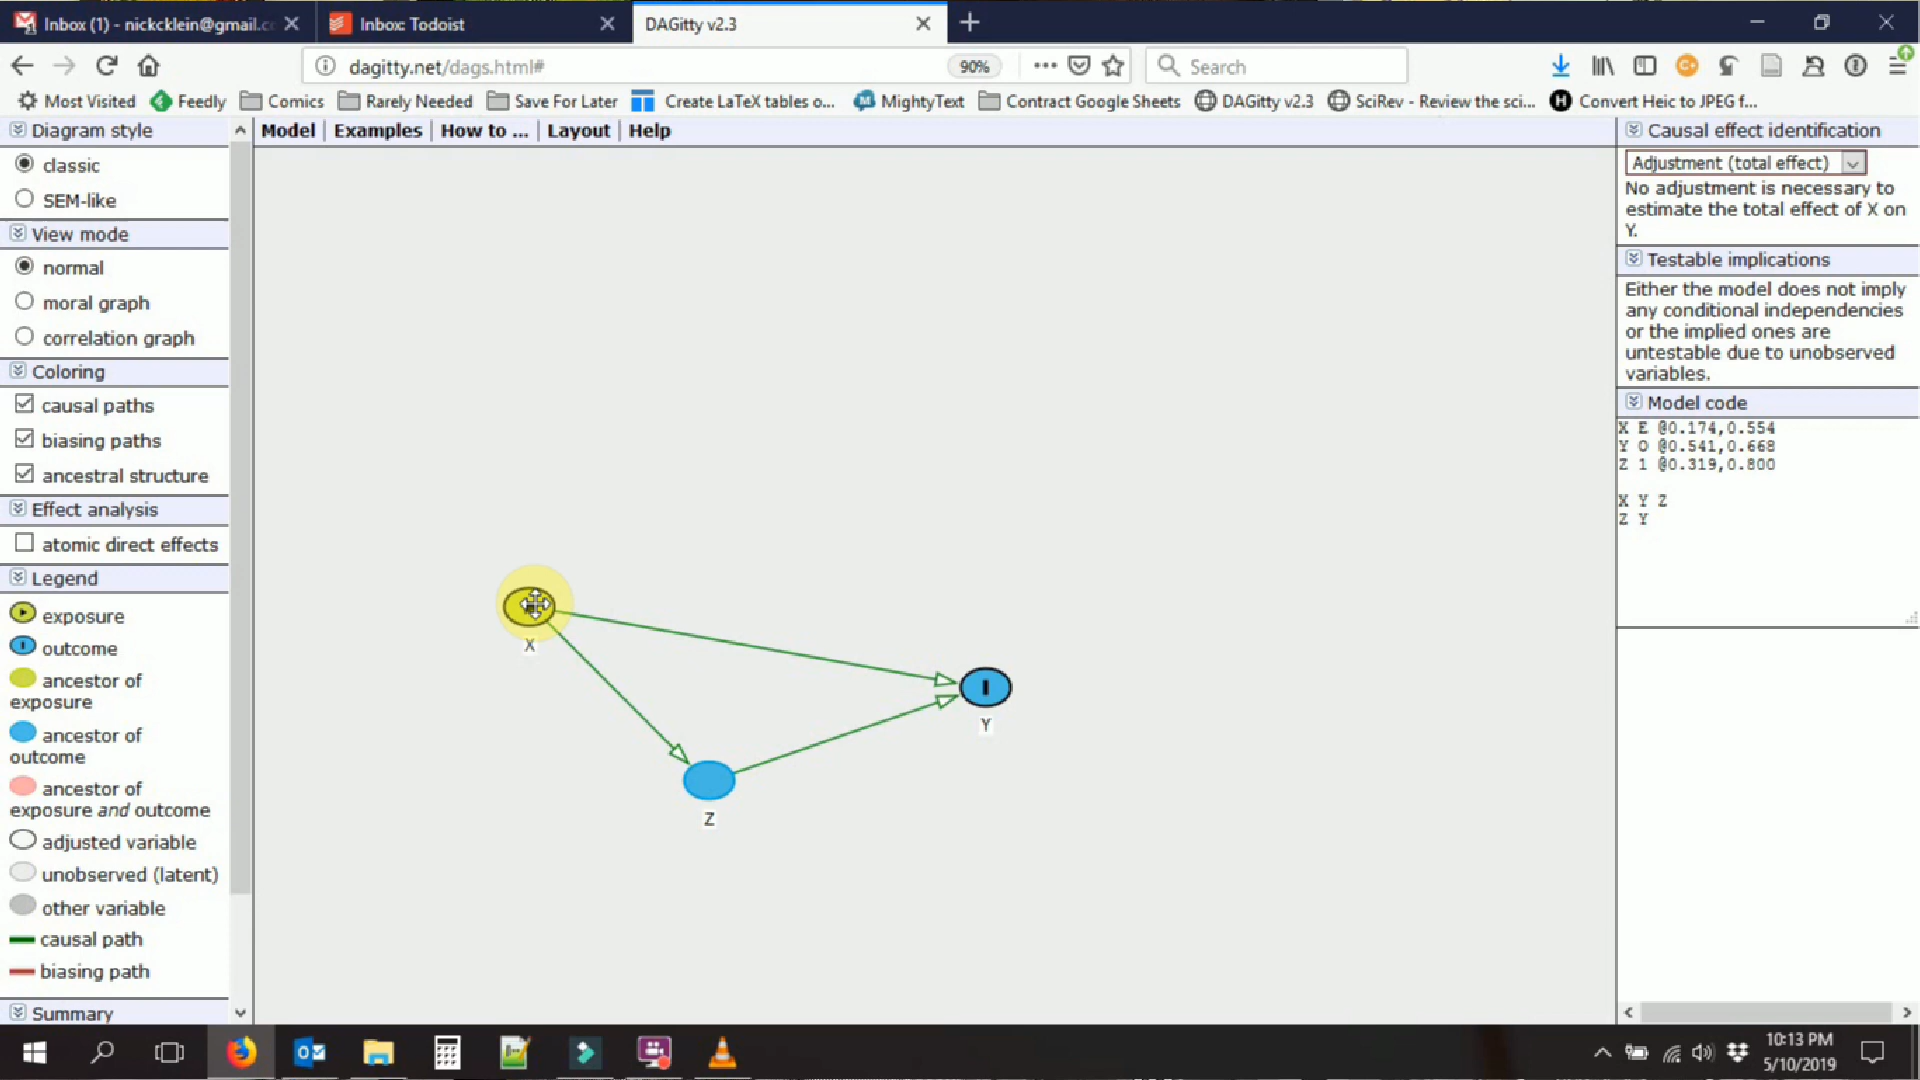 Inbox (1) - nickcklein@gmail.c
Inbox: Todoist
DAGitty v2.3
dagitty.net/dags.html#
90%
Search
Most Visited
Feedly
Comics
Rarely Needed
Save For Later
Create LaTeX tables o...
MightyText
Contract Google Sheets
DAGitty v2.3
SciRev - Review the sci...
Convert Heic to JPEG f...
Model | Examples | How to ... | Layout | Help
Diagram style
classic
SEM-like
View mode
normal
moral graph
correlation graph
Coloring
causal paths
biasing paths
ancestral structure
Effect analysis
atomic direct effects
Legend
exposure
outcome
ancestor of
exposure
ancestor of
outcome
ancestor of
exposure and outcome
adjusted variable
unobserved (latent)
other variable
causal path
biasing path
Summary
X
Y
Z
Causal effect identification
Adjustment (total effect)
No adjustment is necessary to
estimate the total effect of X on
Y.
Testable implications
Either the model does not imply
any conditional independencies
or the implied ones are
untestable due to unobserved
variables.
Model code
X E @0.174,0.554
Y O @0.541,0.668
Z 1 @0.319,0.800
X Y Z
Z Y
10:13 PM
5/10/2019